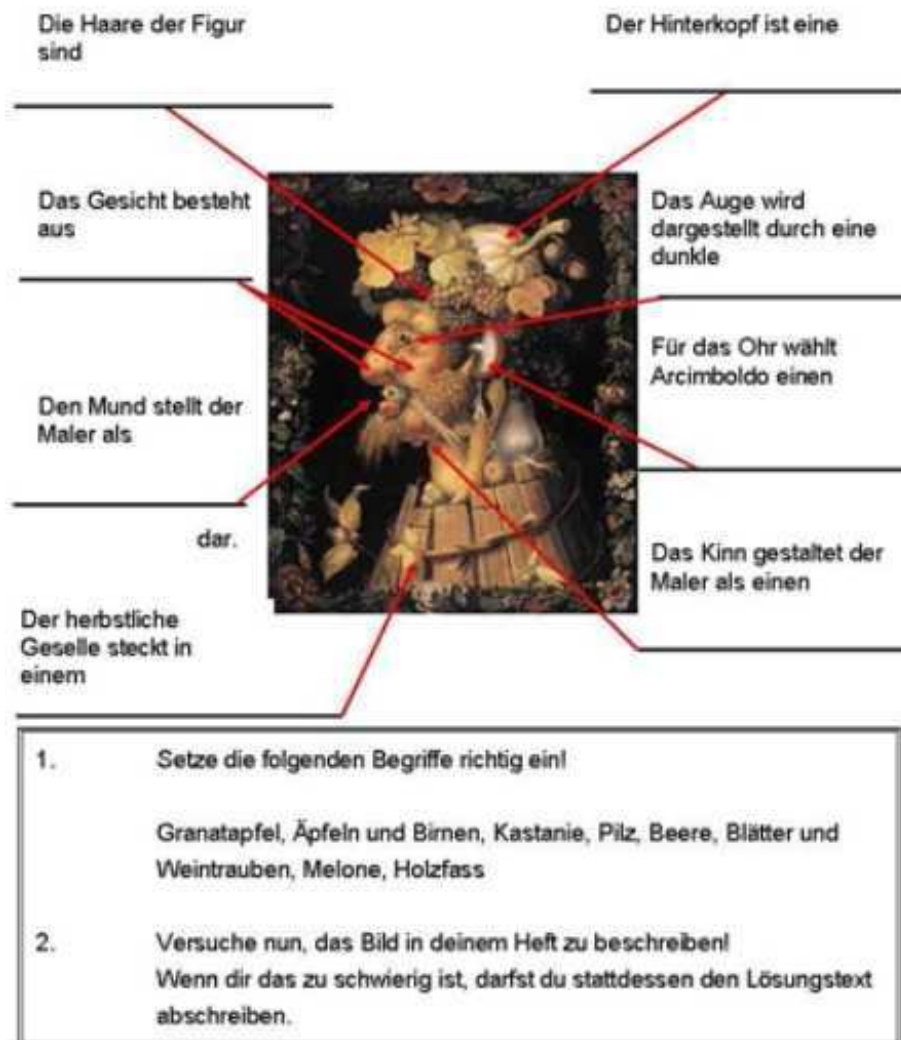 Die Haare der Figur
sind
Der Hinterkopf ist eine
Das Gesicht besteht
aus
Das Auge wird
dargestellt durch eine
dunkle
Für das Ohr wählt
Arcimboldo einen
Den Mund stellt der
Maler als
dar.
Das Kinn gestaltet der
Maler als einen
Der herbstliche
Geselle steckt in
einem
1. Setze die folgenden Begriffe richtig ein!
Granatapfel, Äpfeln und Birnen, Kastanie, Pilz, Beere, Blätter und
Weintrauben, Melone, Holzfass
2. Versuche nun, das Bild in deinem Heft zu beschreiben!
Wenn dir das zu schwierig ist, darfst du stattdessen den Lösungstext
abschreiben.